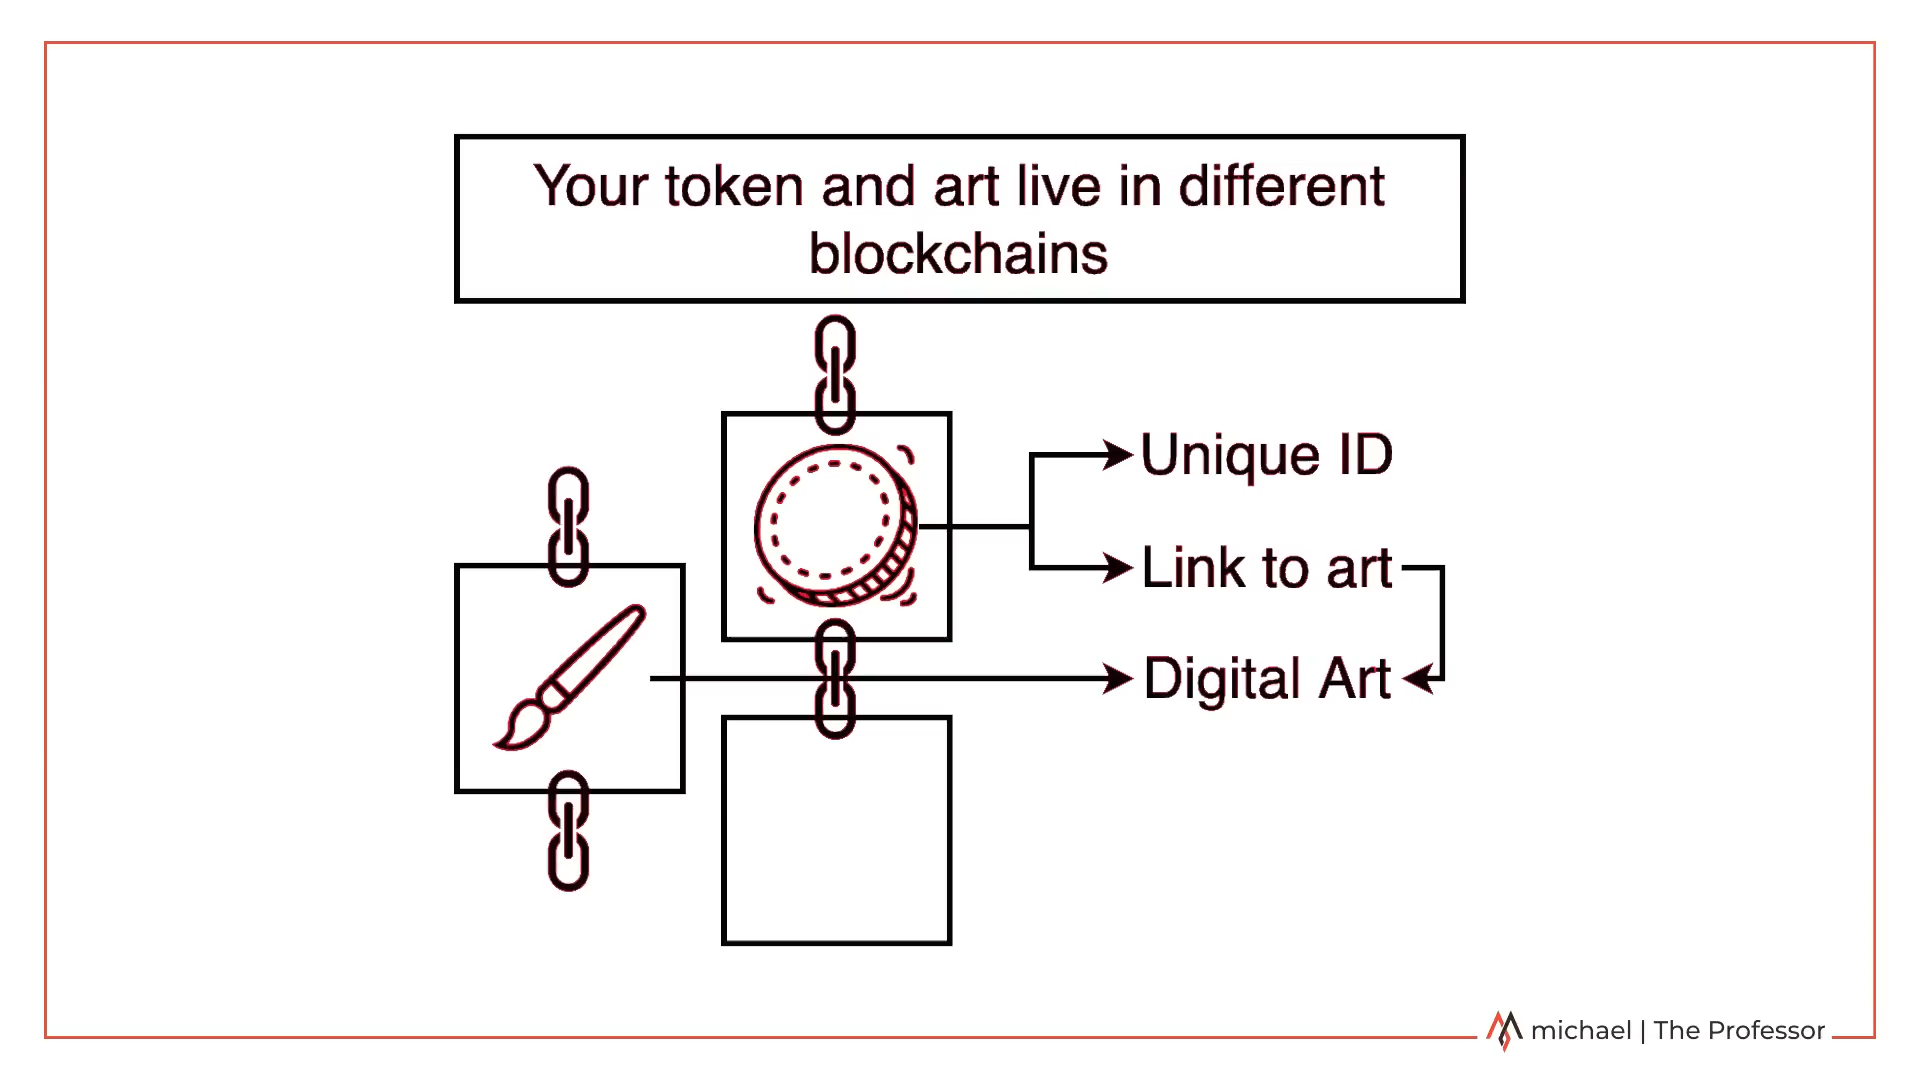 Your token and art live in different
blockchains
Unique ID
Link to art
Digital Art
michael | The Professor